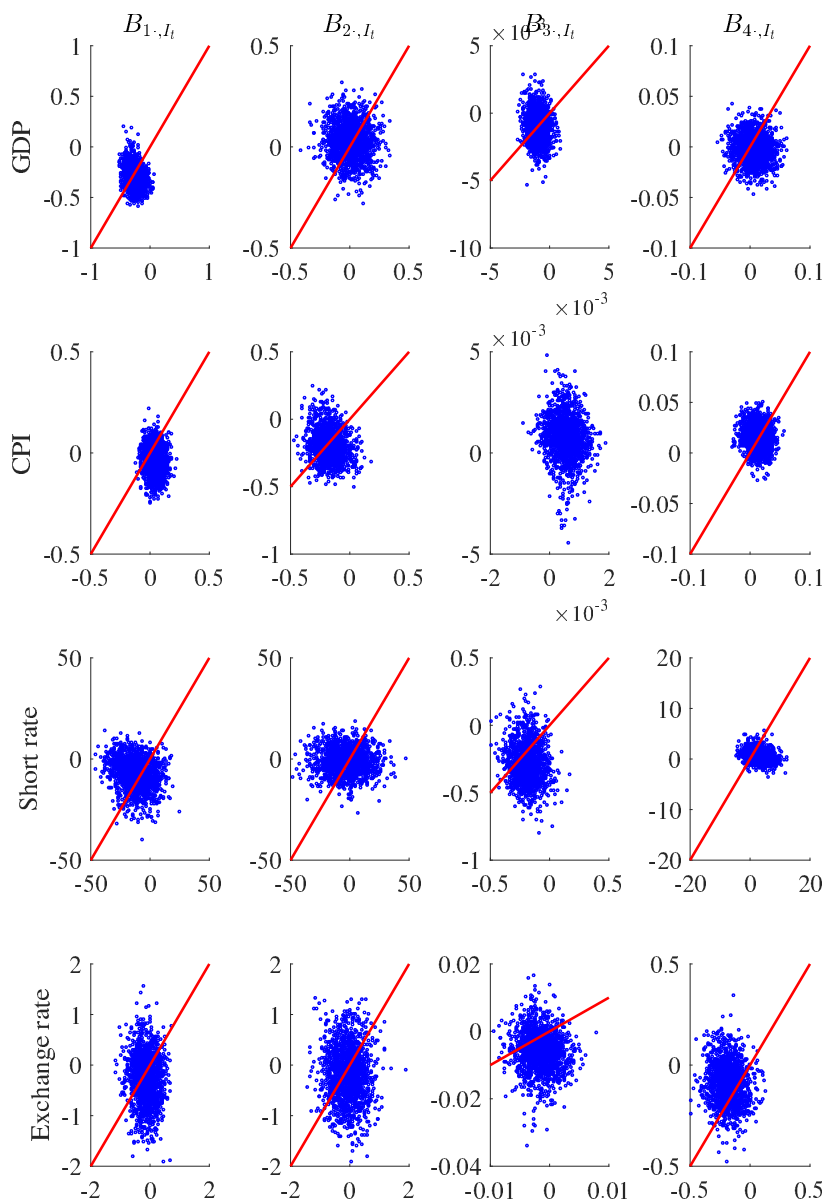 B₁.,Iₜ B₂.,Iₜ ×10⁻³ B₃.,Iₜ B₄.,Iₜ
GDP
1 0.5 5 0.1
0.5 0.05
0 0 0 0
-0.5 -5 -0.05
-1 -0.5 -10 -0.1
-1 0 1 -0.5 0 0.5 -5 0 5 -0.1 0 0.1
×10⁻³
CPI
×10⁻³
0.5 0.5 5 0.1
0 0.05
0 0 0
-0.5 -0.05
-0.5 -1 -5 -0.1
-0.5 0 0.5 -0.5 0 0.5 -2 0 2 -0.1 0 0.1
×10⁻³
Short rate
50 50 0.5 20
0 10
0 0 0
-0.5 -10
-50 -50 -1 -20
-50 0 50 -50 0 50 -0.5 0 0.5 -20 0 20
Exchange rate
2 2 0.02 0.5
1 1 0
0 0 0
-1 -1 -0.02
-2 -2 -0.04 -0.5
-2 0 2 -2 0 2 -0.01 0 0.01 -0.5 0 0.5